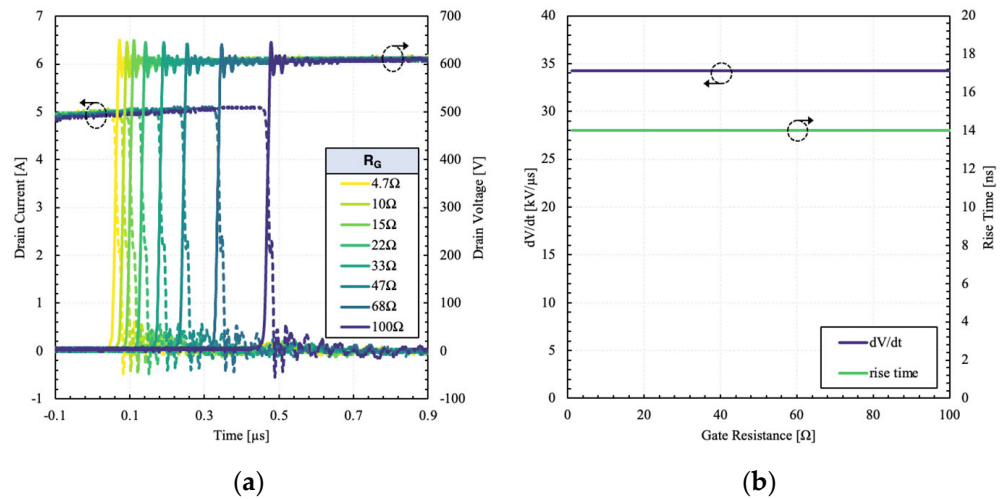 7
6
5
4
3
2
1
0
-1
Drain Current [A]
700
600
500
400
300
200
100
0
-100
Drain Voltage [V]
R_G
4.7Ω
10Ω
15Ω
22Ω
33Ω
47Ω
68Ω
100Ω
-0.1 0.1 0.3 0.5 0.7 0.9
Time [µs]
(a)
40
35
30
25
20
15
10
5
0
dV/dt [kV/µs]
20
18
16
14
12
10
8
6
4
2
0
Rise Time [ns]
dV/dt
rise time
0 20 40 60 80 100
Gate Resistance [Ω]
(b)